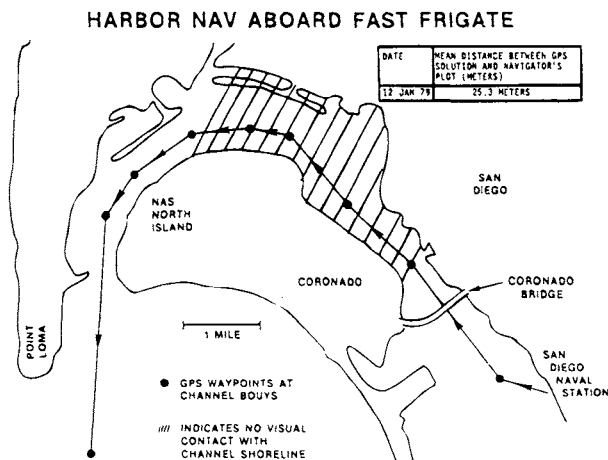 HARBOR NAV ABOARD FAST FRIGATE
DATE
MEAN DISTANCE BETWEEN GPS
SOLUTION AND NAVIGATOR'S
PLOT (METERS)
12 JAN 79
25.3 METERS
SAN
DIEGO
NAS
NORTH
ISLAND
CORONADO
CORONADO
BRIDGE
1 MILE
POINT
LOMA
SAN
DIEGO
NAVAL
STATION
GPS WAYPOINTS AT
CHANNEL BOUYS
//// INDICATES NO VISUAL
CONTACT WITH
CHANNEL SHORELINE